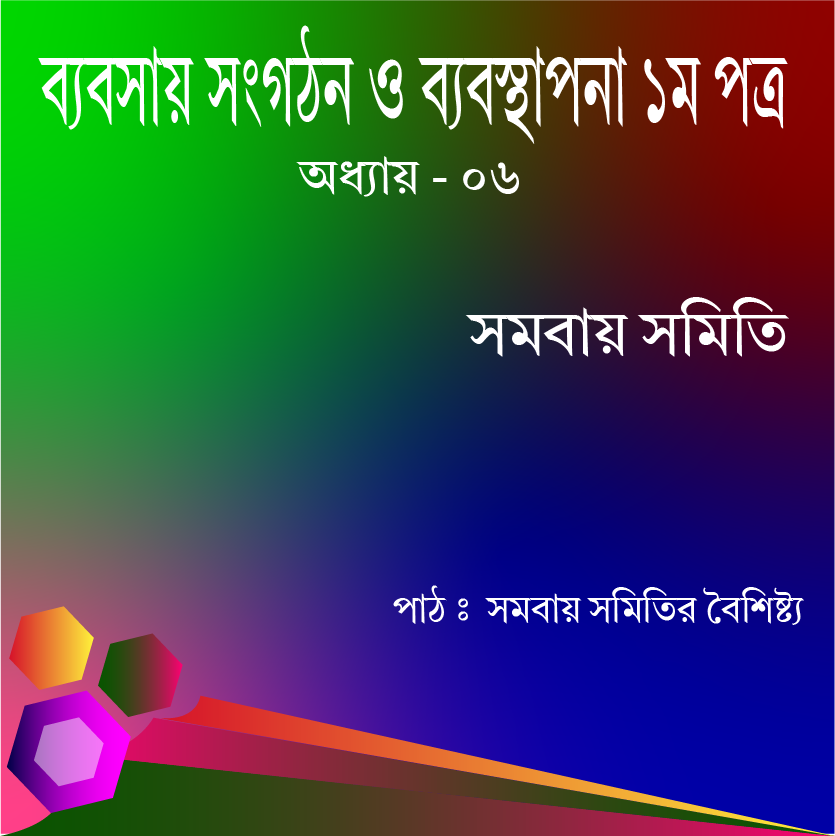 ব্যবসায় সংগঠন ও ব্যবস্থাপনা ১ম পত্র
অধ্যায় - ০৬
সমবায় সমিতি
পাঠ ঃ সমবায় সমিতির বৈশিষ্ট্য